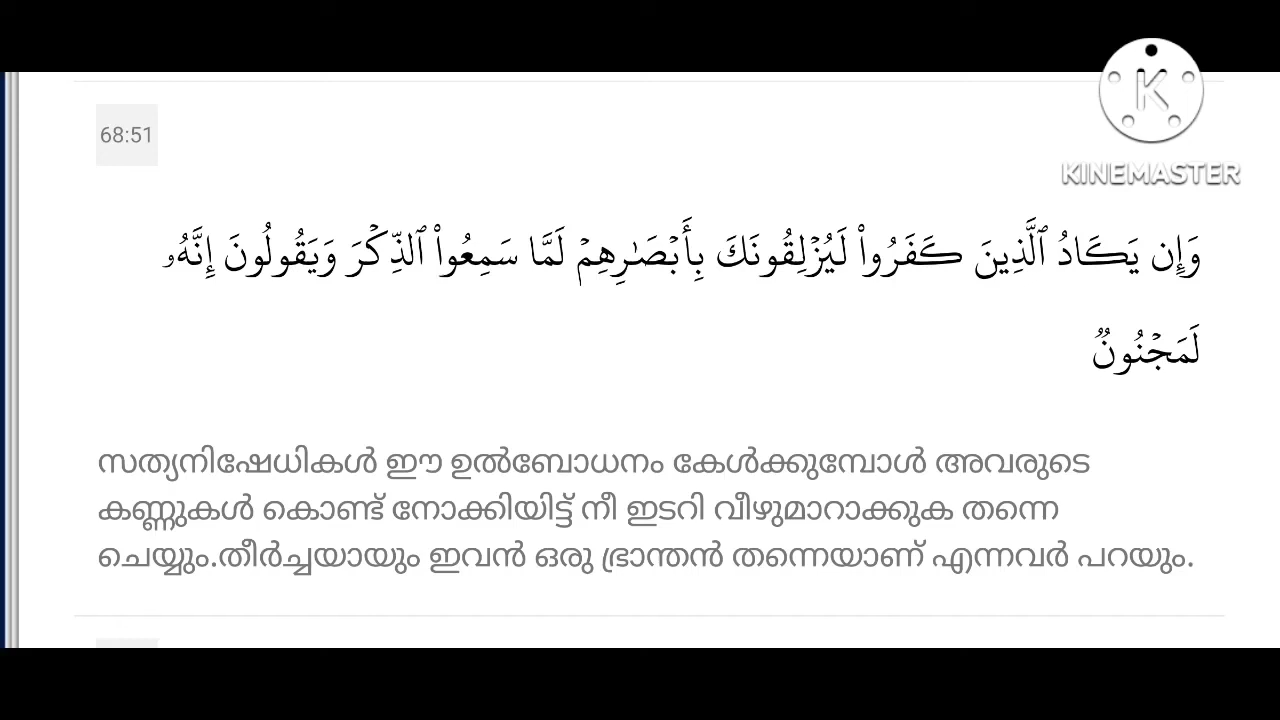 K
KINEMASTER
68:51
وَإِن يَكَادُ ٱلَّذِينَ كَفَرُوا۟ لَيُزْلِقُونَكَ بِأَبْصَـٰرِهِمْ لَمَّا سَمِعُوا۟ ٱلذِّكْرَ وَيَقُولُونَ إِنَّهُۥ
لَمَجْنُونٌۭ
സത്യനിഷേധികൾ ഈ ഉൽബോധനം കേൾക്കുമ്പോൾ അവരുടെ
കണ്ണുകൾ കൊണ്ട് നോക്കിയിട്ട് നീ ഇടറി വീഴുമാറാക്കുക തന്നെ
ചെയ്യും.തീർച്ചയായും ഇവൻ ഒരു ഭ്രാന്തൻ തന്നെയാണ് എന്നവർ പറയും.